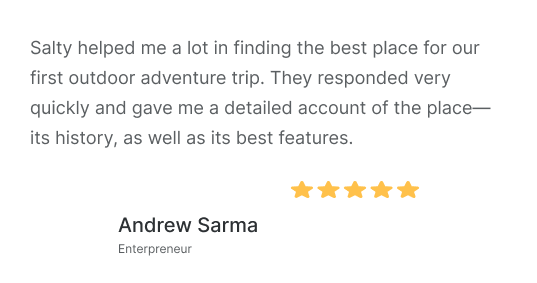 Salty helped me a lot in finding the best place for our
first outdoor adventure trip. They responded very
quickly and gave me a detailed account of the place—
its history, as well as its best features.
Andrew Sarma
Enterpreneur